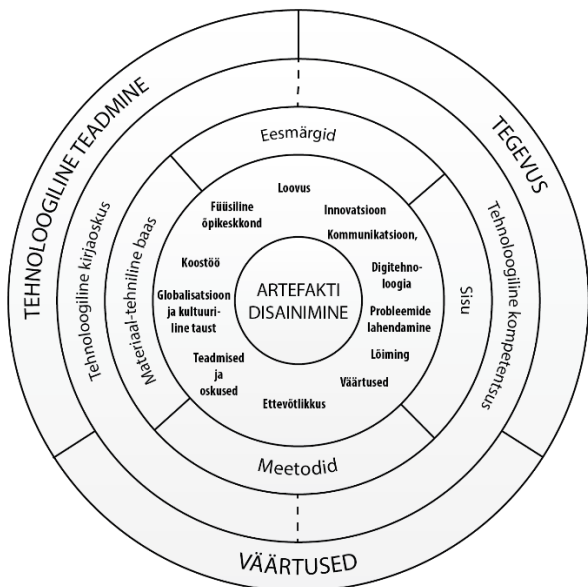 TEHNOLOOGILINE TEADMINE
TEGEVUS
VÄÄRTUSED
Tehnoloogiline kirjaoskus
Tehnoloogiline kompetentsus
Eesmärgid
Materiaal-tehniline baas
Sisu
Meetodid
Loovus
Innovatsioon
Kommunikatsioon,
Digitehno-
loogia
Probleemide
lahendamine
Lõiming
Väärtused
Ettevõtlikkus
Teadmised
ja
oskused
Globalisatsioon
ja kultuuri-
line taust
Koostöö
Füüsiline
õpikeskkond
ARTEFAKTI
DISAINIMINE